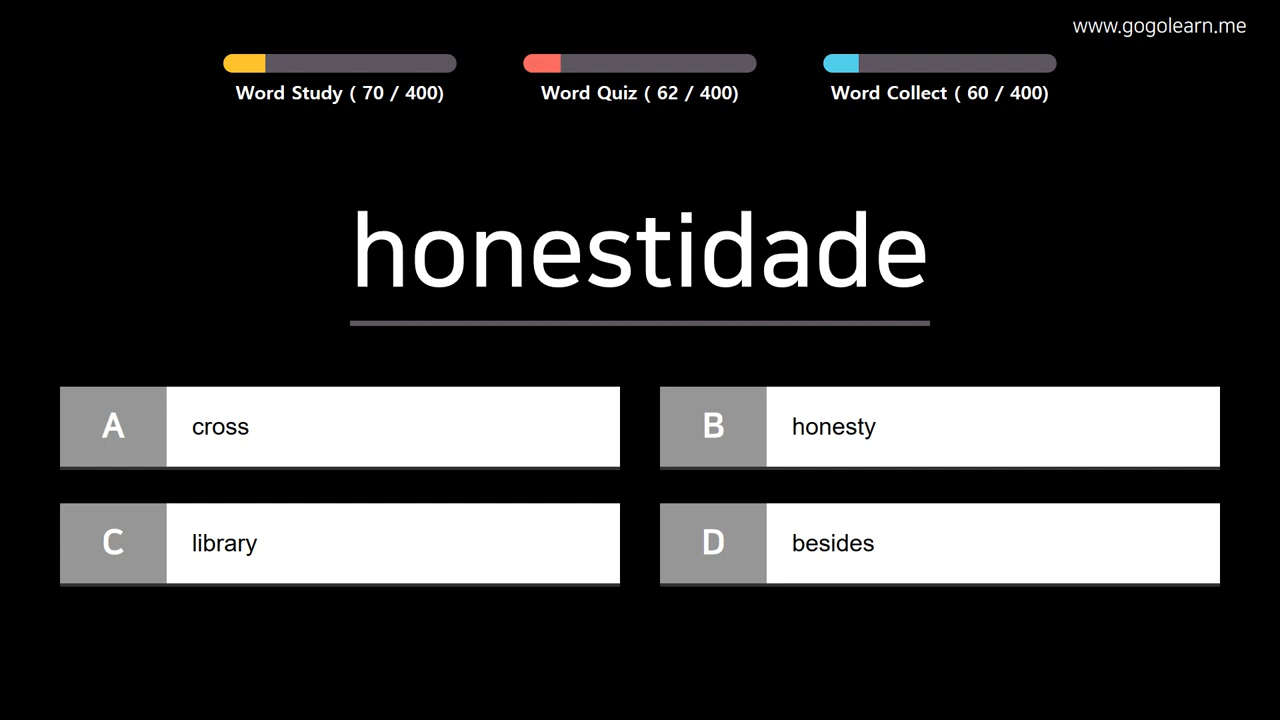 www.gogolearn.me
Word Study ( 70 / 400)
Word Quiz ( 62 / 400)
Word Collect ( 60 / 400)
honestidade
A cross
B honesty
C library
D besides